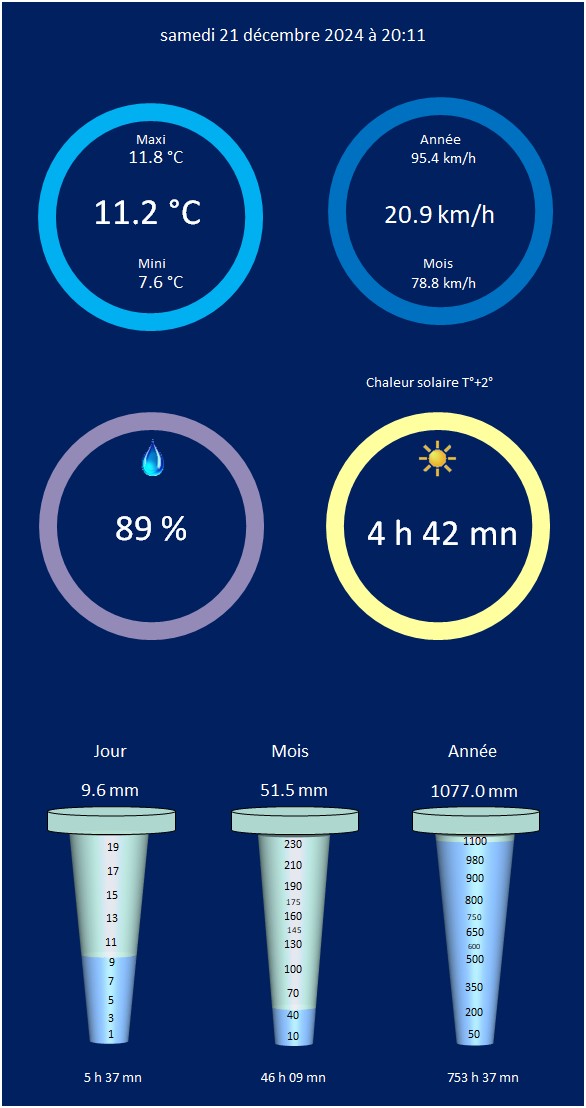 samedi 21 décembre 2024 à 20:11
Maxi
11.8 °C
11.2 °C
Mini
7.6 °C
Année
95.4 km/h
20.9 km/h
Mois
78.8 km/h
Chaleur solaire T°+2°
89 %
4 h 42 mn
Jour
9.6 mm
19
17
15
13
11
9
7
5
3
1
5 h 37 mn
Mois
51.5 mm
230
210
190
175
160
145
130
100
70
40
10
46 h 09 mn
Année
1077.0 mm
1100
980
900
800
750
650
600
500
350
200
50
753 h 37 mn